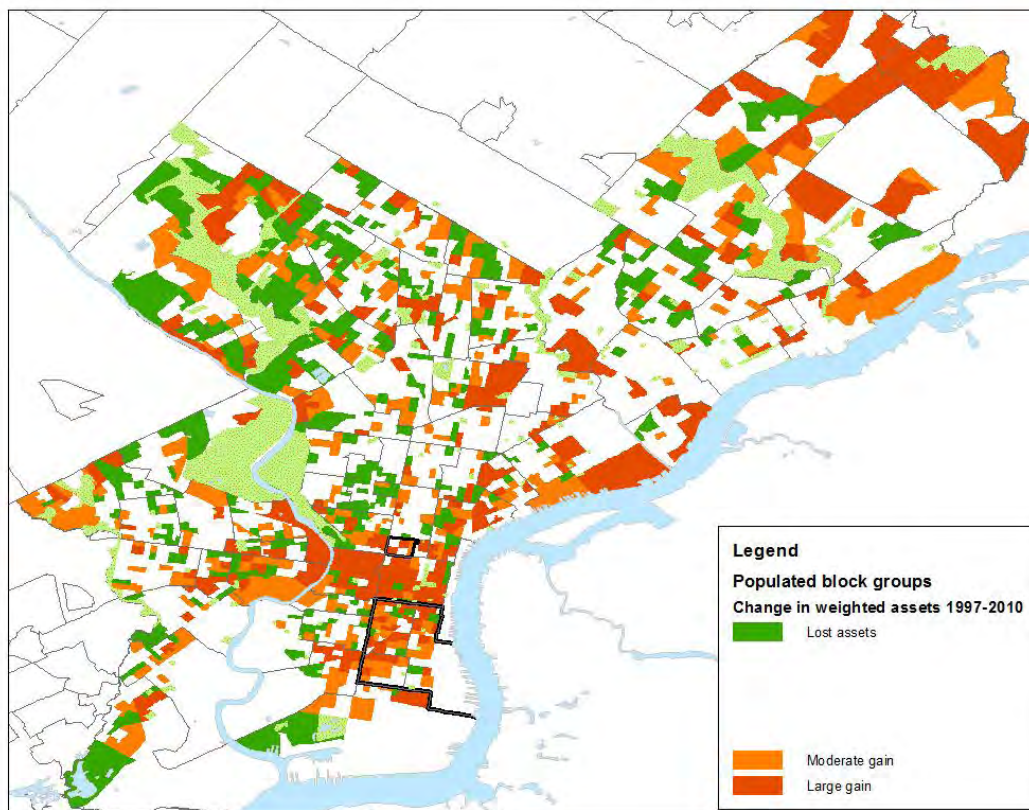 Legend
Populated block groups
Change in weighted assets 1997-2010
Lost assets
Moderate gain
Large gain